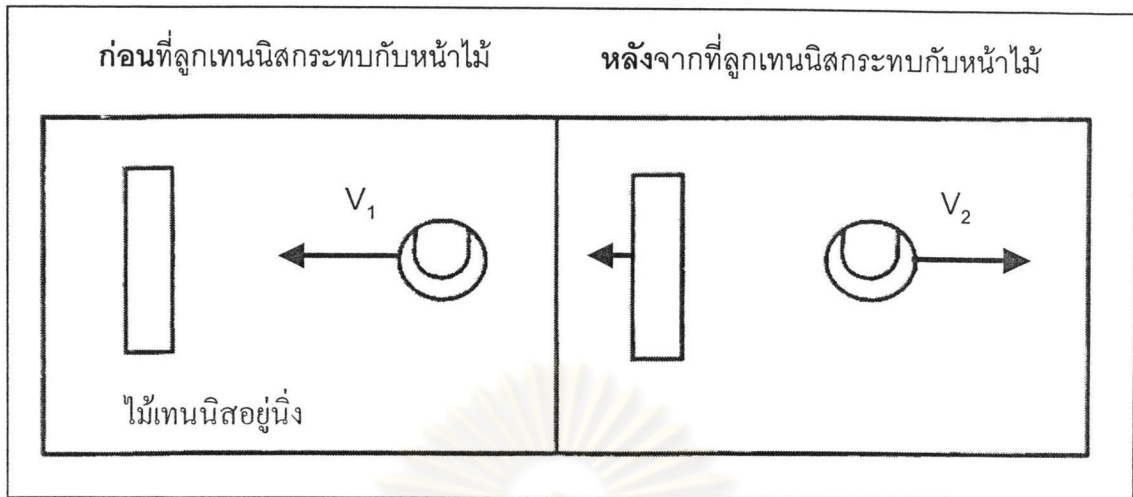 ก่อนที่ลูกเทนนิสกระทบกับหน้าไม้
หลังจากที่ลูกเทนนิสกระทบกับหน้าไม้
V₁
V₂
ไม้เทนนิสอยู่นิ่ง